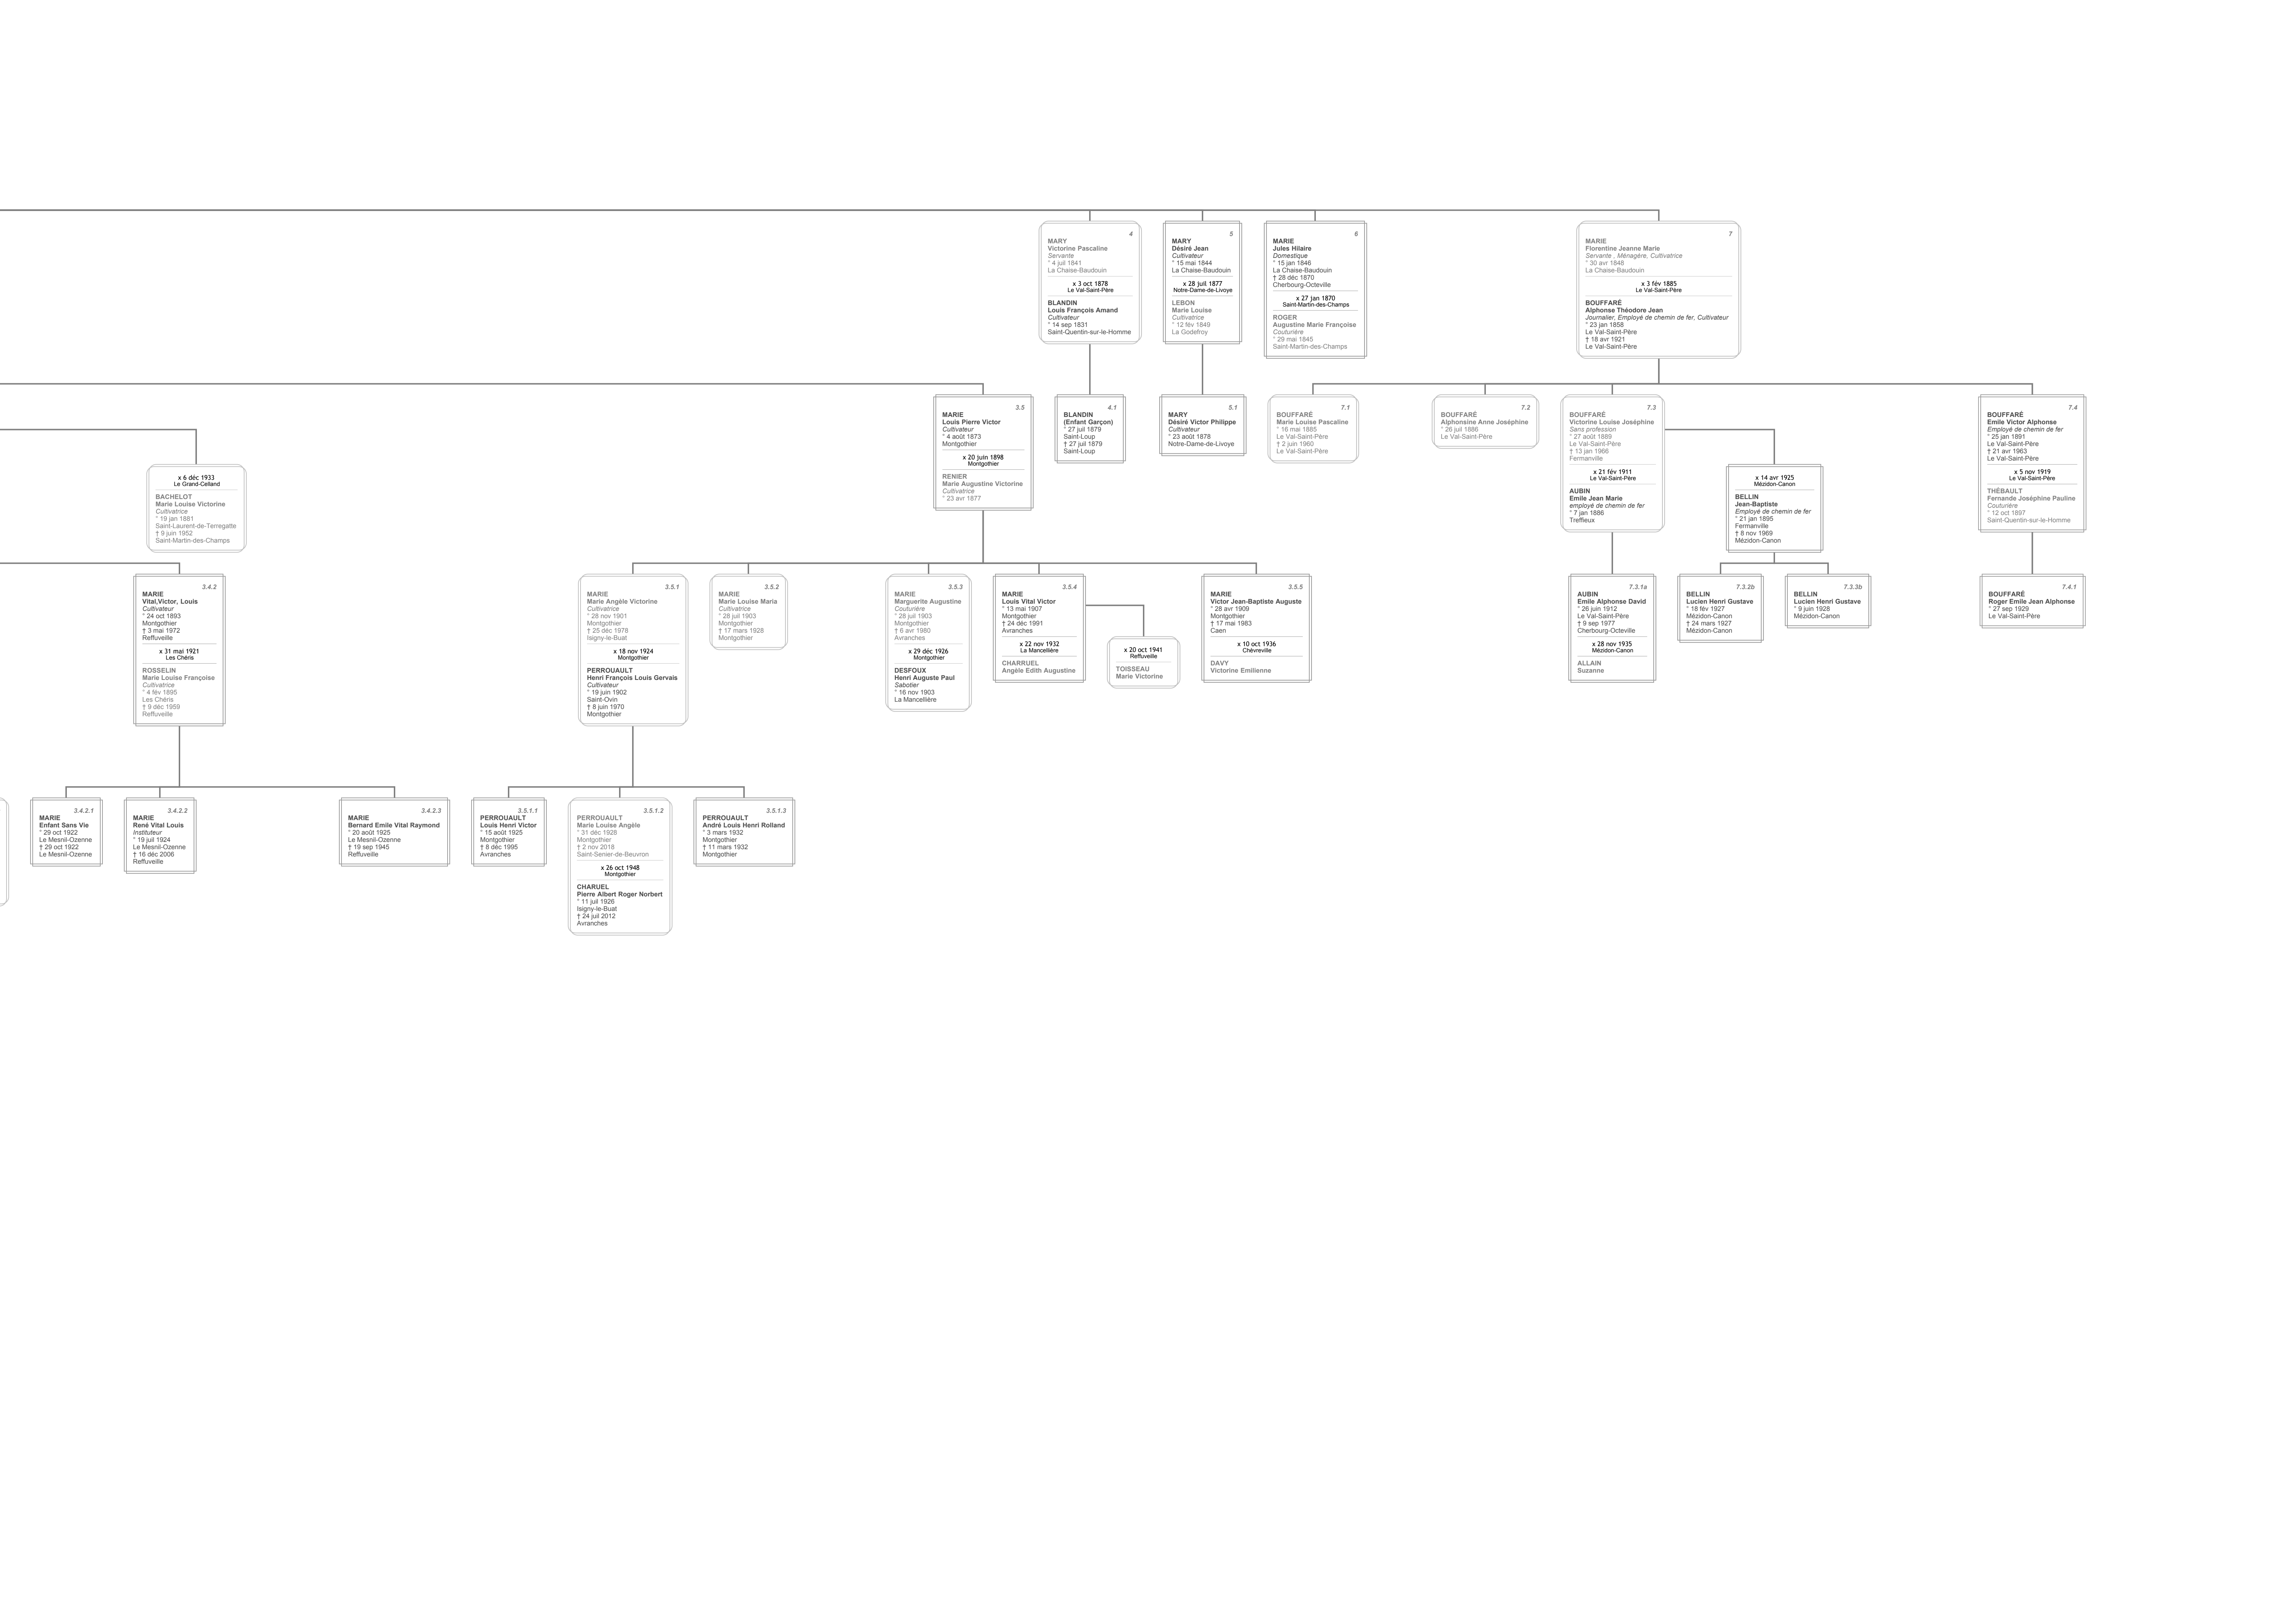 4
MARY
Victorine Pascaline
Servante
° 4 juil 1841
La Chaise-Baudouin
x 3 oct 1878
Le Val-Saint-Père
BLANDIN
Louis François Amand
Cultivateur
° 14 sep 1831
Saint-Quentin-sur-le-Homme
5
MARY
Désiré Jean
Cultivateur
° 15 mai 1844
La Chaise-Baudouin
x 28 juil 1877
Notre-Dame-de-Livoye
LEBON
Marie Louise
Cultivatrice
° 12 fév 1849
La Godefroy
6
MARIE
Jules Hilaire
Domestique
° 15 jan 1846
La Chaise-Baudouin
† 28 déc 1870
Cherbourg-Octeville
x 27 jan 1870
Saint-Martin-des-Champs
ROGER
Augustine Marie Françoise
Couturière
° 29 mai 1845
Saint-Martin-des-Champs
7
MARIE
Florentine Jeanne Marie
Servante , Ménagère, Cultivatrice
° 30 avr 1848
La Chaise-Baudouin
x 3 fév 1885
Le Val-Saint-Père
BOUFFARÉ
Alphonse Théodore Jean
Journalier, Employé de chemin de fer, Cultivateur
° 23 jan 1858
Le Val-Saint-Père
† 18 avr 1921
Le Val-Saint-Père
3.5
MARIE
Louis Pierre Victor
Cultivateur
° 4 août 1873
Montgothier
x 20 juin 1898
Montgothier
RENIER
Marie Augustine Victorine
Cultivatrice
° 23 avr 1877
4.1
BLANDIN
(Enfant Garçon)
° 27 juil 1879
Saint-Loup
† 27 juil 1879
Saint-Loup
5.1
MARY
Désiré Victor Philippe
Cultivateur
° 23 août 1878
Notre-Dame-de-Livoye
7.1
BOUFFARÉ
Marie Louise Pascaline
° 16 mai 1885
Le Val-Saint-Père
† 2 juin 1960
Le Val-Saint-Père
7.2
BOUFFARÉ
Alphonsine Anne Joséphine
° 26 juil 1886
Le Val-Saint-Père
7.3
BOUFFARÉ
Victorine Louise Joséphine
Sans profession
° 27 août 1889
Le Val-Saint-Père
† 13 jan 1966
Fermanville
x 21 fév 1911
Le Val-Saint-Père
AUBIN
Emile Jean Marie
employé de chemin de fer
° 7 jan 1886
Treffieux
x 14 avr 1925
Mézidon-Canon
BELLIN
Jean-Baptiste
Employé de chemin de fer
° 21 jan 1895
Fermanville
† 8 nov 1969
Mézidon-Canon
7.4
BOUFFARÉ
Emile Victor Alphonse
Employé de chemin de fer
° 25 jan 1891
Le Val-Saint-Père
† 21 avr 1963
Le Val-Saint-Père
x 5 nov 1919
Le Val-Saint-Père
THÉBAULT
Fernande Joséphine Pauline
Couturière
° 12 oct 1897
Saint-Quentin-sur-le-Homme
x 6 déc 1933
Le Grand-Celland
BACHELOT
Marie Louise Victorine
Cultivatrice
° 19 jan 1881
Saint-Laurent-de-Terregatte
† 9 juin 1952
Saint-Martin-des-Champs
3.4.2
MARIE
Vital,Victor, Louis
Cultivateur
° 24 oct 1893
Montgothier
† 3 mai 1972
Reffuveille
x 31 mai 1921
Les Chéris
ROSSELIN
Marie Louise Françoise
Cultivatrice
° 4 fév 1895
Les Chéris
† 9 déc 1959
Reffuveille
3.5.1
MARIE
Marie Angèle Victorine
Cultivatrice
° 28 nov 1901
Montgothier
† 25 déc 1978
Isigny-le-Buat
x 18 nov 1924
Montgothier
PERROUAULT
Henri François Louis Gervais
Cultivateur
° 19 juin 1902
Saint-Ovin
† 8 juin 1970
Montgothier
3.5.2
MARIE
Marie Louise Maria
Cultivatrice
° 28 juil 1903
Montgothier
† 17 mars 1928
Montgothier
3.5.3
MARIE
Marguerite Augustine
Couturière
° 28 juil 1903
Montgothier
† 6 avr 1980
Avranches
x 29 déc 1926
Montgothier
DESFOUX
Henri Auguste Paul
Sabotier
° 16 nov 1903
La Mancellière
3.5.4
MARIE
Louis Vital Victor
° 13 mai 1907
Montgothier
† 24 déc 1991
Avranches
x 22 nov 1932
La Mancellière
CHARRUEL
Angèle Edith Augustine
x 20 oct 1941
Reffuveille
TOISSEAU
Marie Victorine
3.5.5
MARIE
Victor Jean-Baptiste Auguste
° 28 avr 1909
Montgothier
† 17 mai 1983
Caen
x 10 oct 1936
Chèvreville
DAVY
Victorine Emilienne
7.3.1a
AUBIN
Emile Alphonse David
° 26 juin 1912
Le Val-Saint-Père
† 9 sep 1977
Cherbourg-Octeville
x 28 nov 1935
Mézidon-Canon
ALLAIN
Suzanne
7.3.2b
BELLIN
Lucien Henri Gustave
° 18 fév 1927
Mézidon-Canon
† 24 mars 1927
Mézidon-Canon
7.3.3b
BELLIN
Lucien Henri Gustave
° 9 juin 1928
Mézidon-Canon
7.4.1
BOUFFARÉ
Roger Emile Jean Alphonse
° 27 sep 1929
Le Val-Saint-Père
3.4.2.1
MARIE
Enfant Sans Vie
° 29 oct 1922
Le Mesnil-Ozenne
† 29 oct 1922
Le Mesnil-Ozenne
3.4.2.2
MARIE
René Vital Louis
Instituteur
° 19 juil 1924
Le Mesnil-Ozenne
† 16 déc 2006
Reffuveille
3.4.2.3
MARIE
Bernard Emile Vital Raymond
° 20 août 1925
Le Mesnil-Ozenne
† 19 sep 1945
Reffuveille
3.5.1.1
PERROUAULT
Louis Henri Victor
° 15 août 1925
Montgothier
† 8 déc 1995
Avranches
3.5.1.2
PERROUAULT
Marie Louise Angèle
° 31 déc 1928
Montgothier
† 2 nov 2018
Saint-Senier-de-Beuvron
x 26 oct 1948
Montgothier
CHARUEL
Pierre Albert Roger Norbert
° 11 juil 1926
Isigny-le-Buat
† 24 juil 2012
Avranches
3.5.1.3
PERROUAULT
André Louis Henri Rolland
° 3 mars 1932
Montgothier
† 11 mars 1932
Montgothier